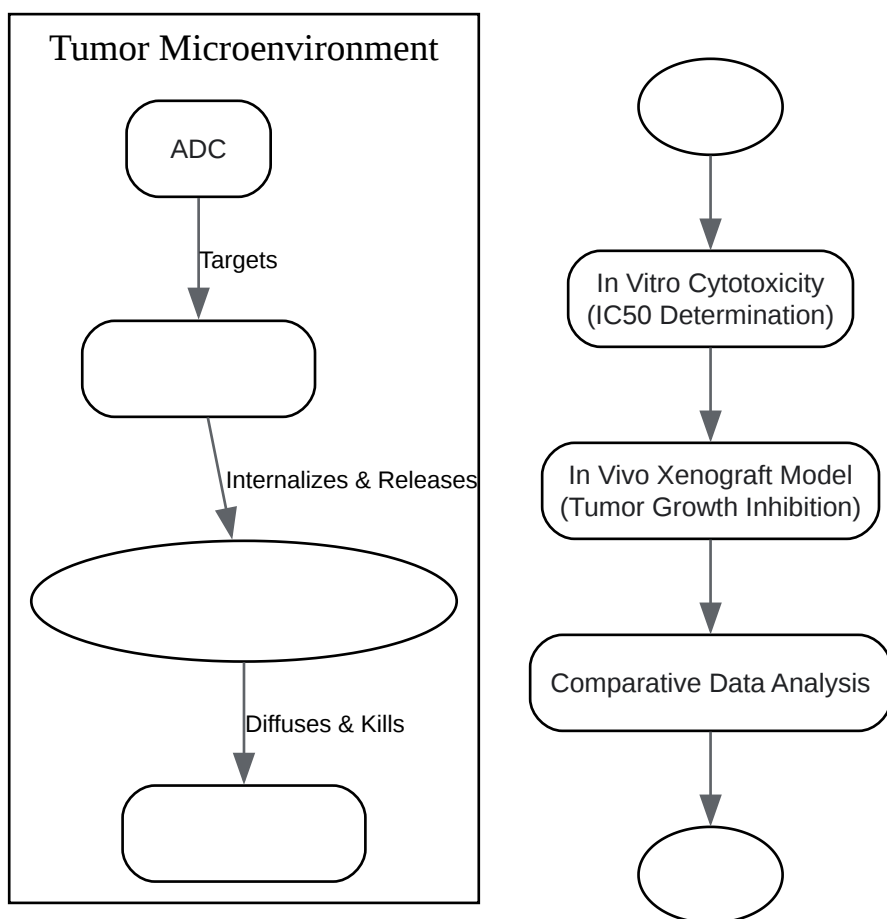 Tumor Microenvironment
ADC
Targets
Internalizes & Releases
Diffuses & Kills
In Vitro Cytotoxicity
(IC50 Determination)
In Vivo Xenograft Model
(Tumor Growth Inhibition)
Comparative Data Analysis